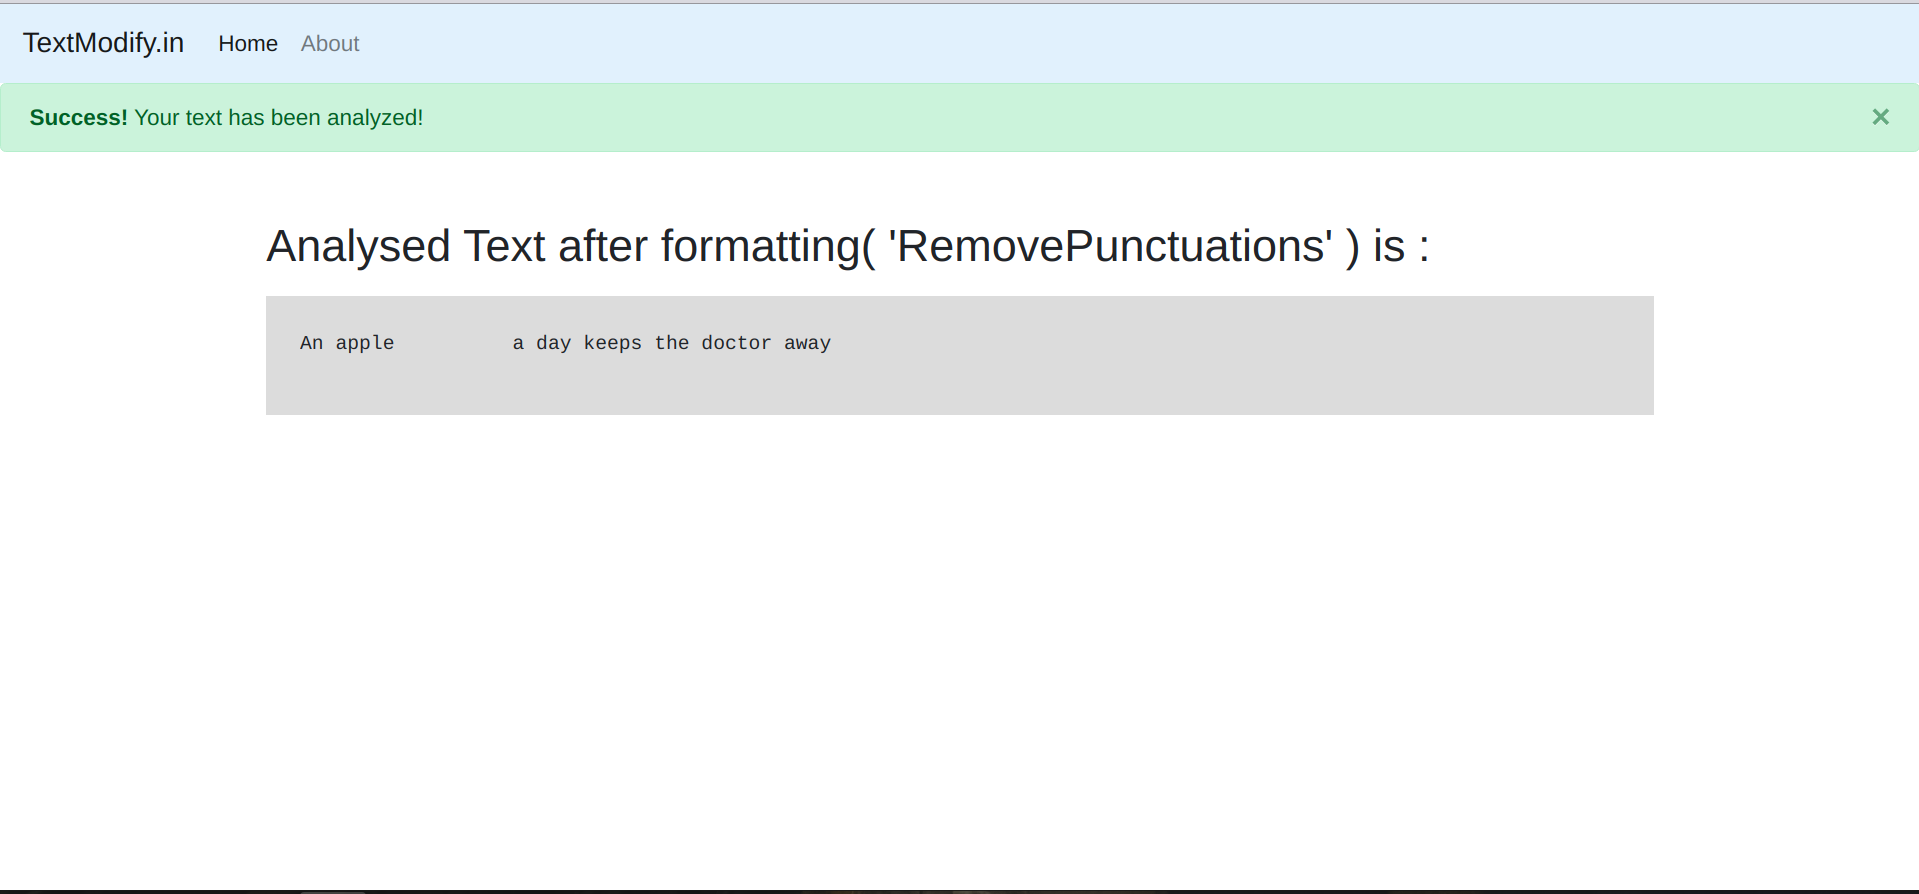 TextModify.in Home About
Success! Your text has been analyzed!
Analysed Text after formatting( 'RemovePunctuations' ) is :
An apple          a day keeps the doctor away